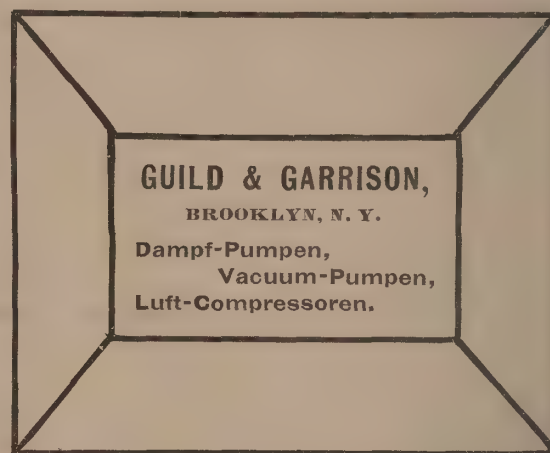 GUILD & GARRISON,
BROOKLYN, N. Y.
Dampf-Pumpen,
Vacuum-Pumpen,
Luft-Compressoren.